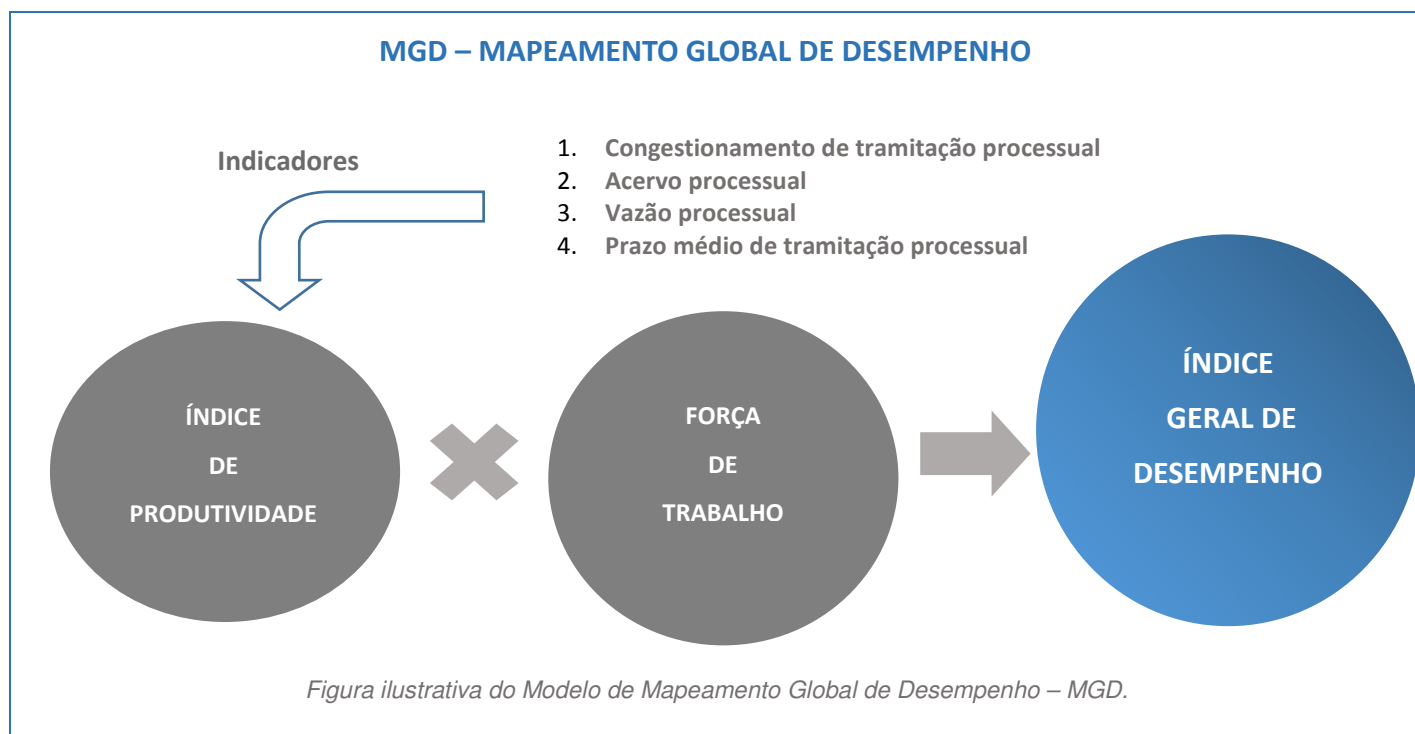 MGD – MAPEAMENTO GLOBAL DE DESEMPENHO
Indicadores
1. Congestionamento de tramitação processual
2. Acervo processual
3. Vazão processual
4. Prazo médio de tramitação processual
ÍNDICE
DE
PRODUTIVIDADE
FORÇA
DE
TRABALHO
ÍNDICE
GERAL DE
DESEMPENHO
Figura ilustrativa do Modelo de Mapeamento Global de Desempenho – MGD.